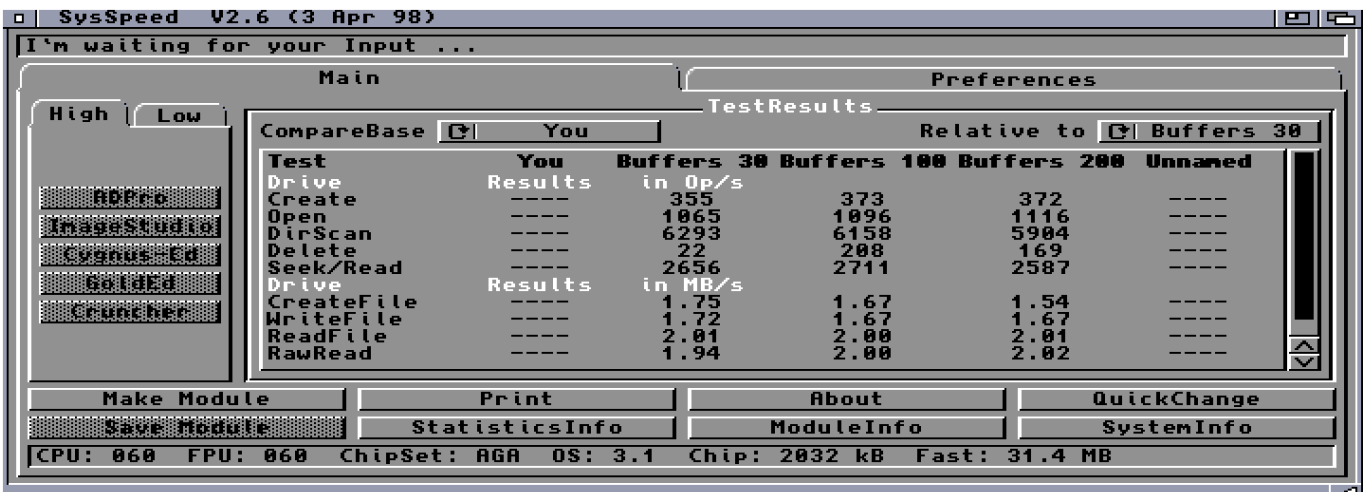 SysSpeed V2.6 (3 Apr 98)
I'm waiting for your Input ...
Main Preferences
High Low
TestResults
CompareBase You Relative to Buffers 30
Test You Buffers 30 Buffers 100 Buffers 200 Unnamed
Drive Results in Op/s
Create ---- 355 373 372 ----
Open ---- 1065 1096 1116 ----
DirScan ---- 6293 6158 5904 ----
Delete ---- 22 208 169 ----
Seek/Read ---- 2656 2711 2587 ----
Drive Results in MB/s
CreateFile ---- 1.75 1.67 1.54 ----
WriteFile ---- 1.72 1.67 1.67 ----
ReadFile ---- 2.01 2.00 2.01 ----
RawRead ---- 1.94 2.00 2.02 ----
ADPro
ImageStudio
Cygnus-Ed
GoldEd
Cruncher
Make Module Print About QuickChange
Save Module StatisticsInfo ModuleInfo SystemInfo
CPU: 060 FPU: 060 ChipSet: AGA OS: 3.1 Chip: 2032 kB Fast: 31.4 MB